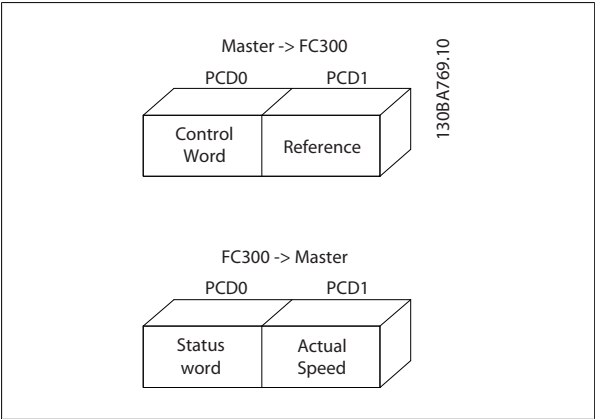 Master -> FC300
PCD0 PCD1
Control
Word
Reference
130BA769.10
FC300 -> Master
PCD0 PCD1
Status
word
Actual
Speed